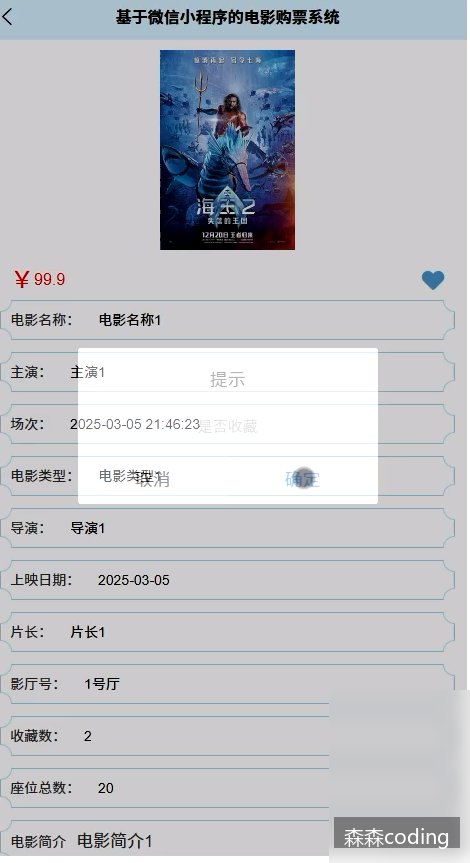 基于微信小程序的电影购票系统
海王2
失落的王国
12月20日 王者归来
¥99.9
电影名称： 电影名称1
主演： 主演1
提示
场次： 2025-03-05 21:46:23
是否收藏
电影类型： 电影类型1
取消 确定
导演： 导演1
上映日期： 2025-03-05
片长： 片长1
影厅号： 1号厅
收藏数： 2
座位总数： 20
电影简介 电影简介1
森森coding